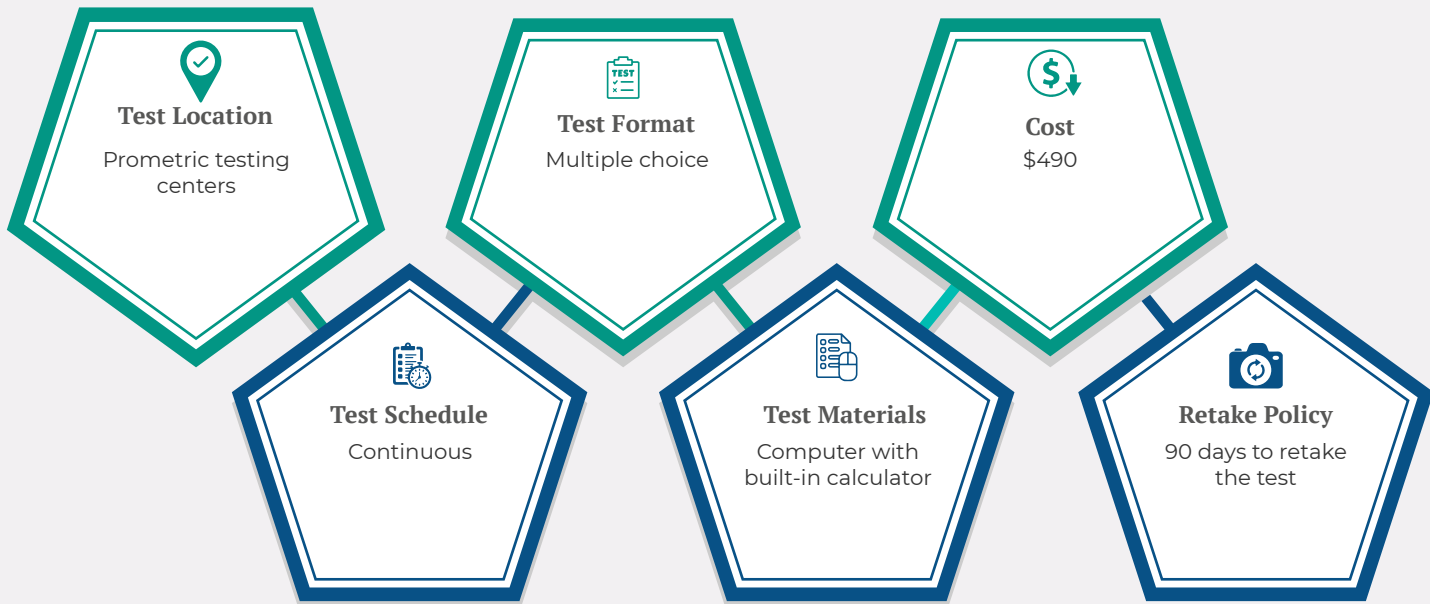 Test Location
Prometric testing
centers
TEST
Test Format
Multiple choice
$
Cost
$490
Test Schedule
Continuous
Test Materials
Computer with
built-in calculator
Retake Policy
90 days to retake
the test